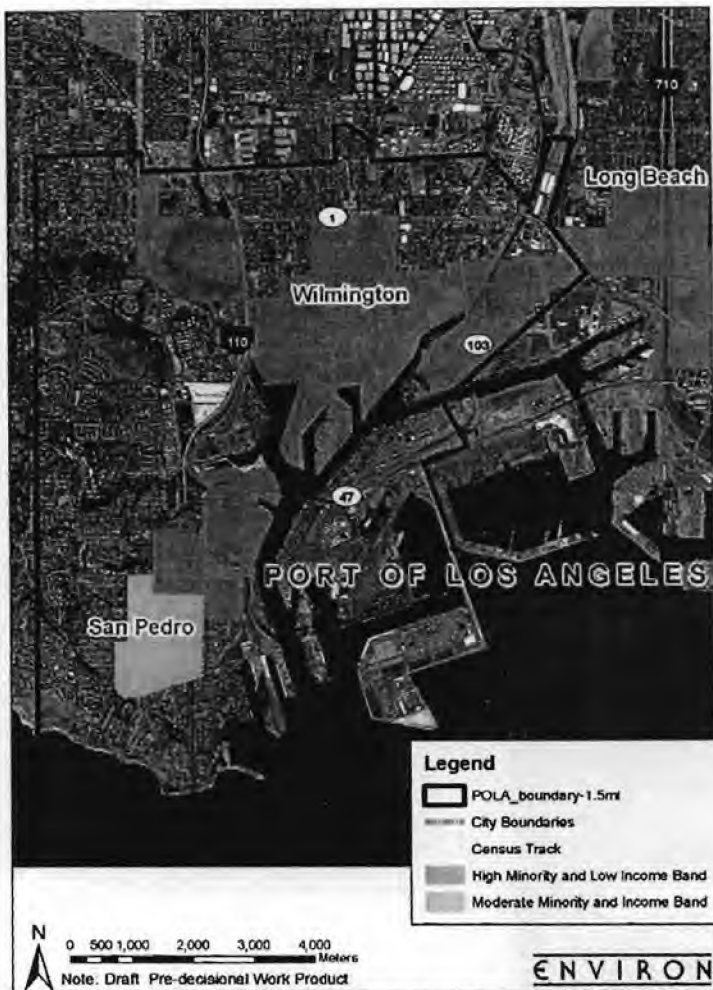 710
Long Beach
1
Wilmington
110
103
47
PORT OF LOS ANGELES
San Pedro
Legend
POLA_boundary-1.5mi
City Boundaries
Census Track
High Minority and Low Income Band
Moderate Minority and Income Band
N
0 500 1,000 2,000 3,000 4,000
Meters
Note: Draft Pre-decisional Work Product
ENVIRON